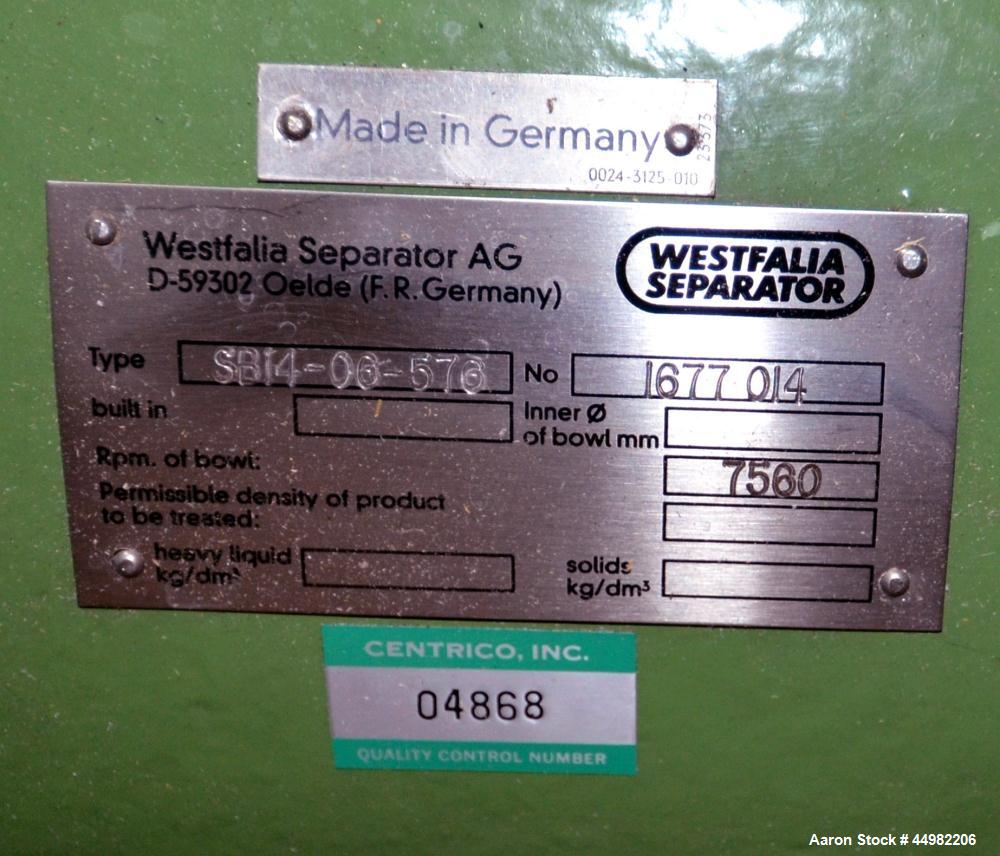 Made in Germany
23373
0024-3125-010
Westfalia Separator AG
D-59302 Oelde (F.R. Germany)
WESTFALIA
SEPARATOR
Type SB14-06-576 No 1677 014
built in Inner Ø
of bowl mm
Rpm. of bowl: 7560
Permissible density of product
to be treated:
heavy liquid
kg/dm³
solids
kg/dm³
CENTRICO, INC.
04868
QUALITY CONTROL NUMBER
Aaron Stock # 44982206